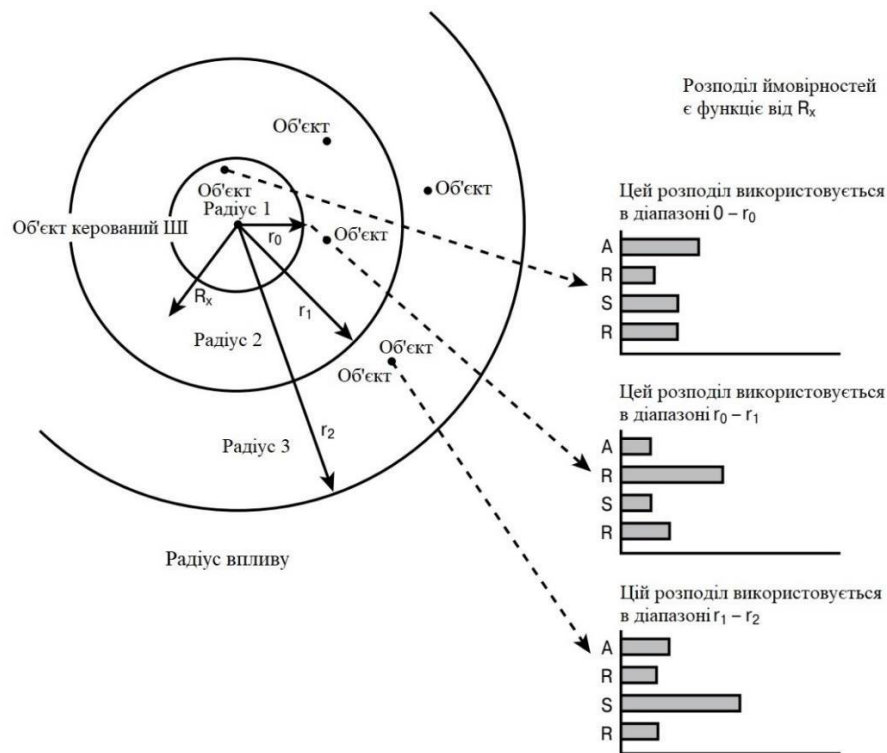 Розподіл ймовірностей
є функціє від Rₓ
Об'єкт
Об'єкт
Об'єкт
Радіус 1
Об'єкт керований ШІ
r₀
Об'єкт
Rₓ
r₁
Радіус 2
Об'єкт
Об'єкт
r₂
Радіус 3
Радіус впливу
Цей розподіл використовується
в діапазоні 0 – r₀
A
R
S
R
Цей розподіл використовується
в діапазоні r₀ – r₁
A
R
S
R
Цій розподіл використовується
в діапазоні r₁ – r₂
A
R
S
R